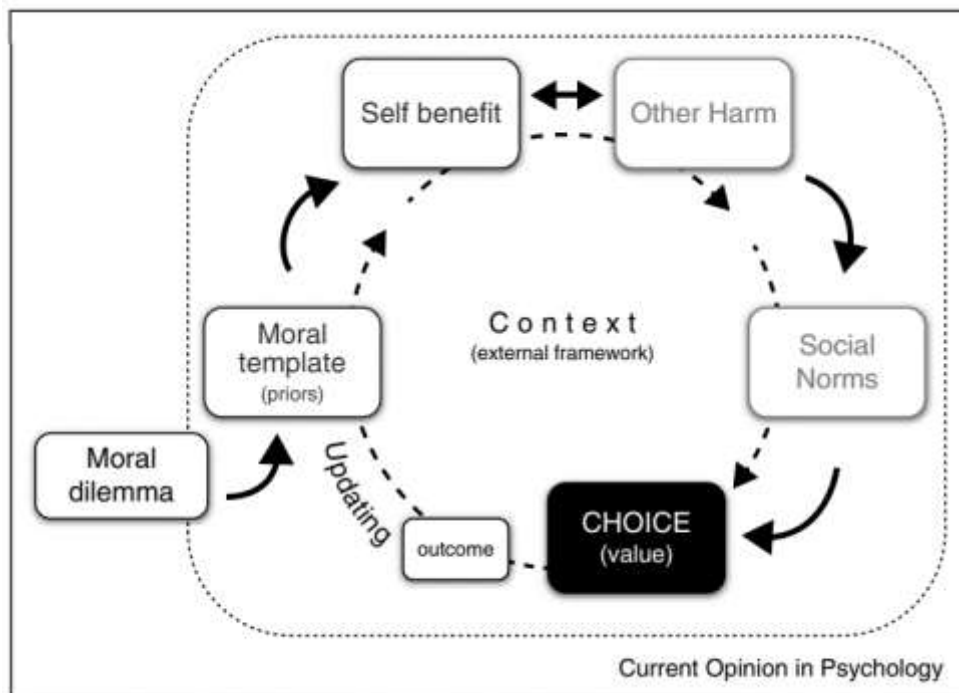 Self benefit
Other Harm
Moral
template
(priors)
Context
(external framework)
Social
Norms
Moral
dilemma
Updating
outcome
CHOICE
(value)
Current Opinion in Psychology